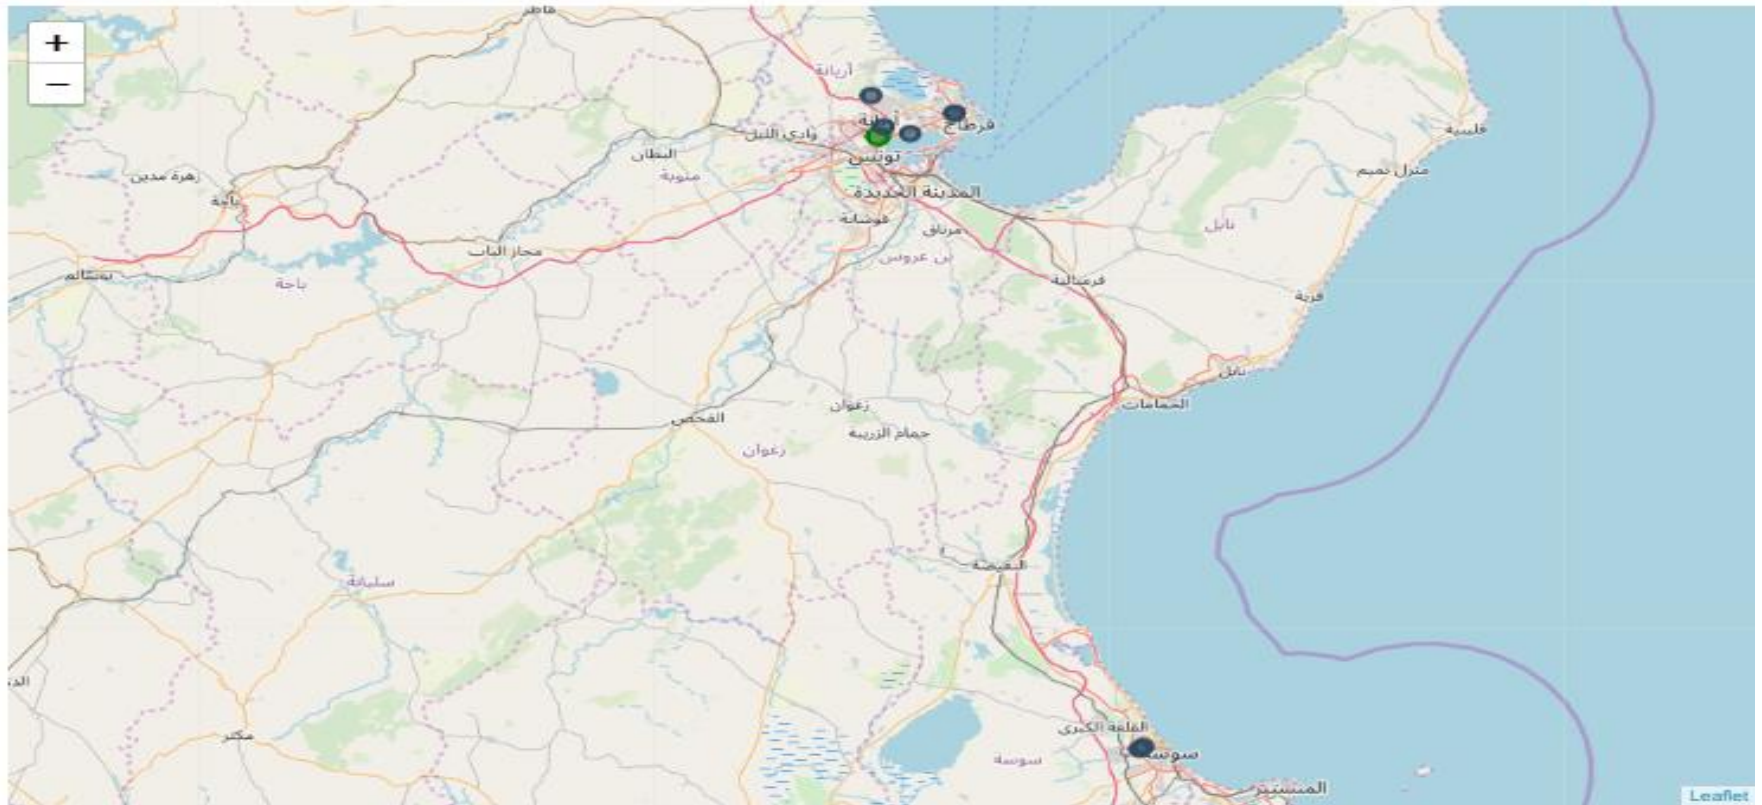 +
−
ماطر
أريانة
قرطاج
قليبية
وادي الليل
البطان
تونس
منزل تميم
زهرة مدين
منوبة
المدينة الجديدة
باجة
فوشانة
مرناق
نابل
مجاز الباب
بن عروس
قرمبالية
باجة
قربة
نابل
زغوان
الحمامات
الفحص
حمام الزريبة
زغوان
النفيضة
سليانة
القلعة الكبرى
مكثر
سوسة
سوسة
المنستير
Leaflet